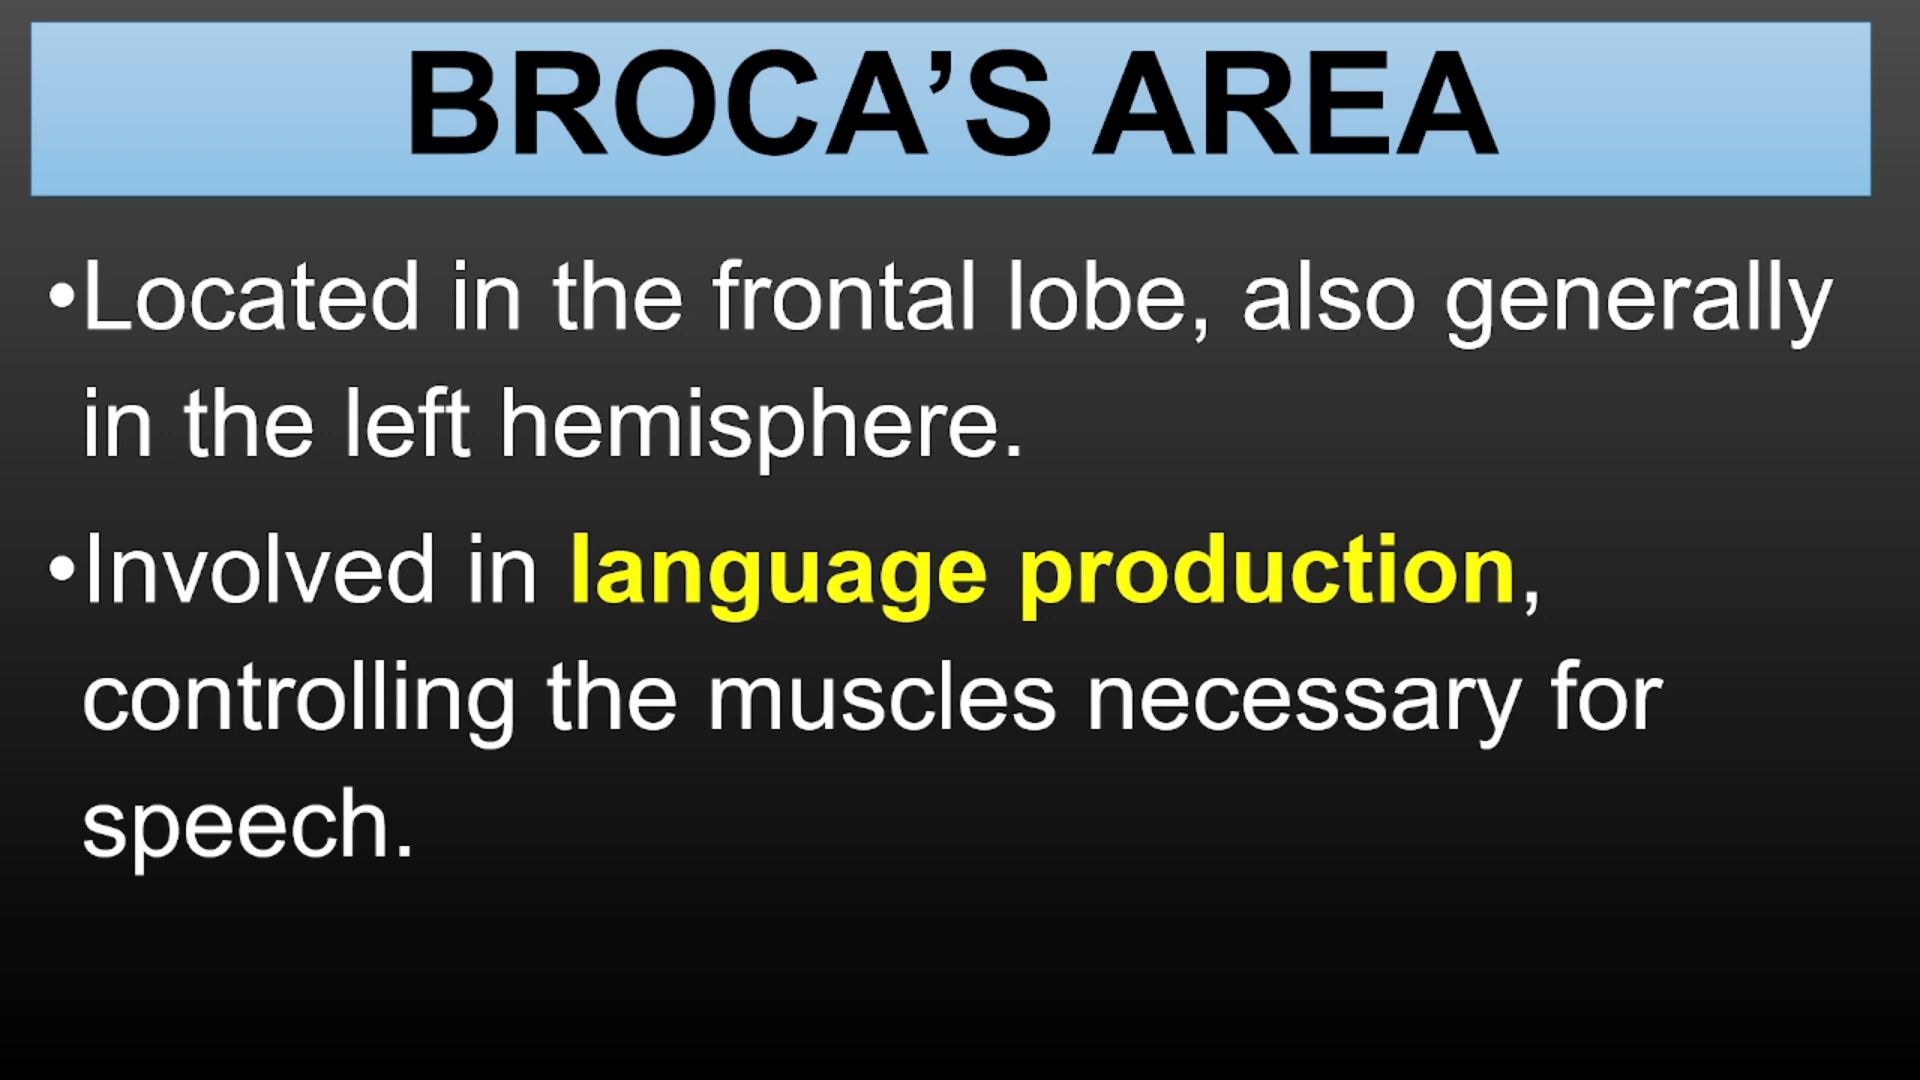 BROCA’S AREA
•Located in the frontal lobe, also generally
in the left hemisphere.
•Involved in language production,
controlling the muscles necessary for
speech.